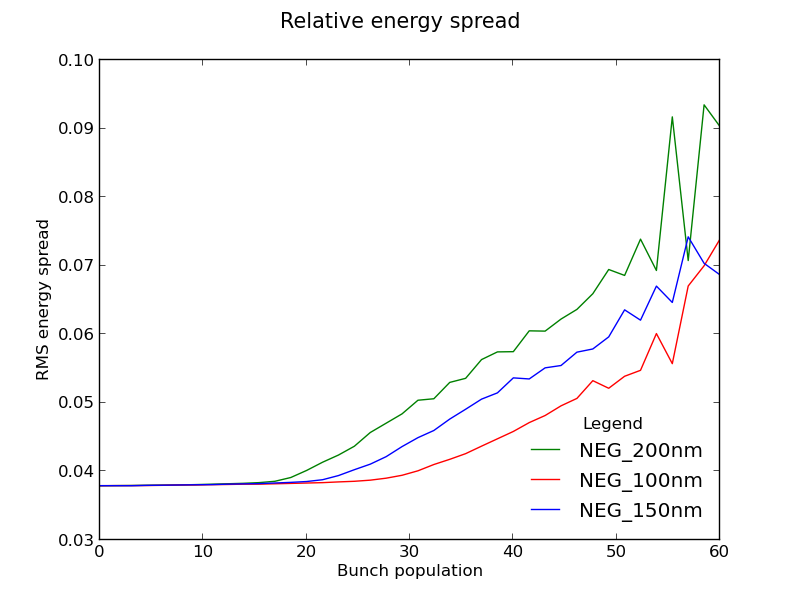 Relative energy spread
RMS energy spread
0.10
0.09
0.08
0.07
0.06
0.05
0.04
0.03
0
10
20
30
40
50
60
Bunch population
Legend
NEG_200nm
NEG_100nm
NEG_150nm